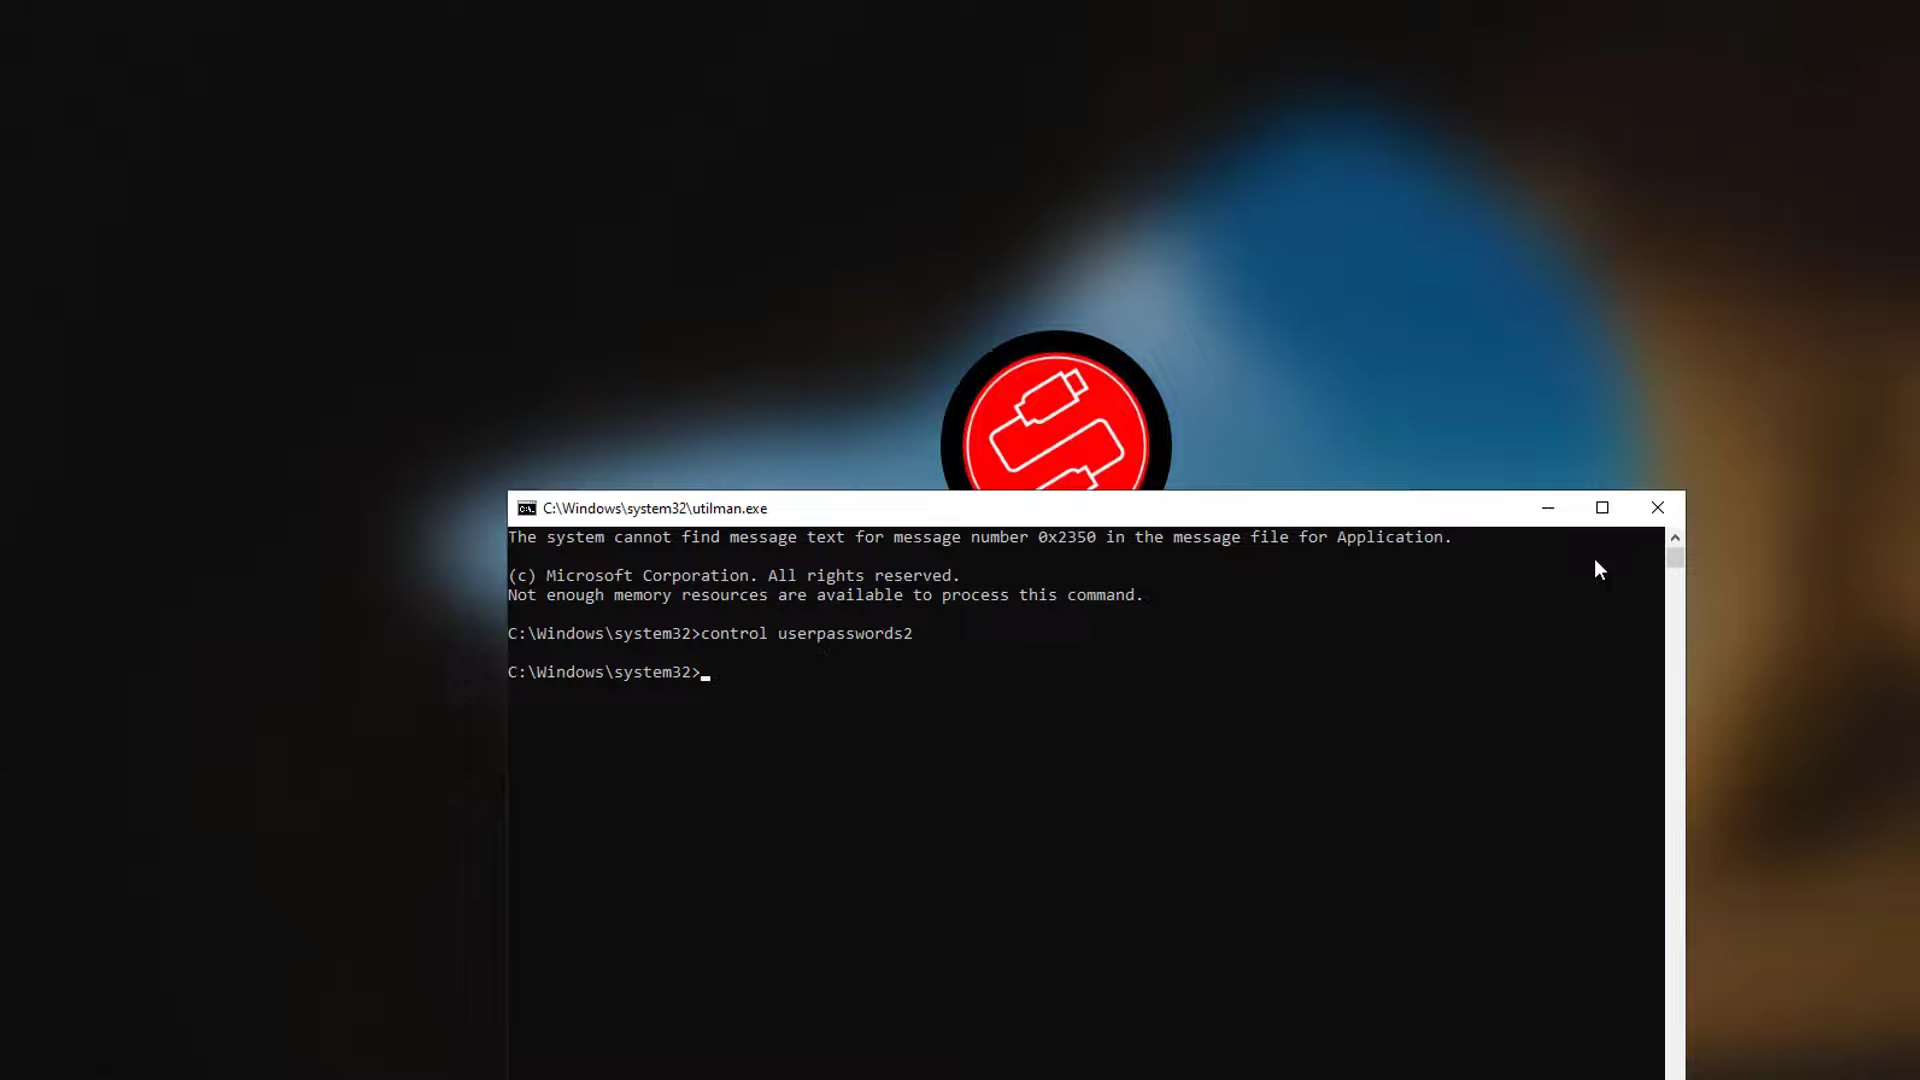 C:\Windows\system32\utilman.exe
The system cannot find message text for message number 0x2350 in the message file for Application.
(c) Microsoft Corporation. All rights reserved.
Not enough memory resources are available to process this command.
C:\Windows\system32>control userpasswords2
C:\Windows\system32>